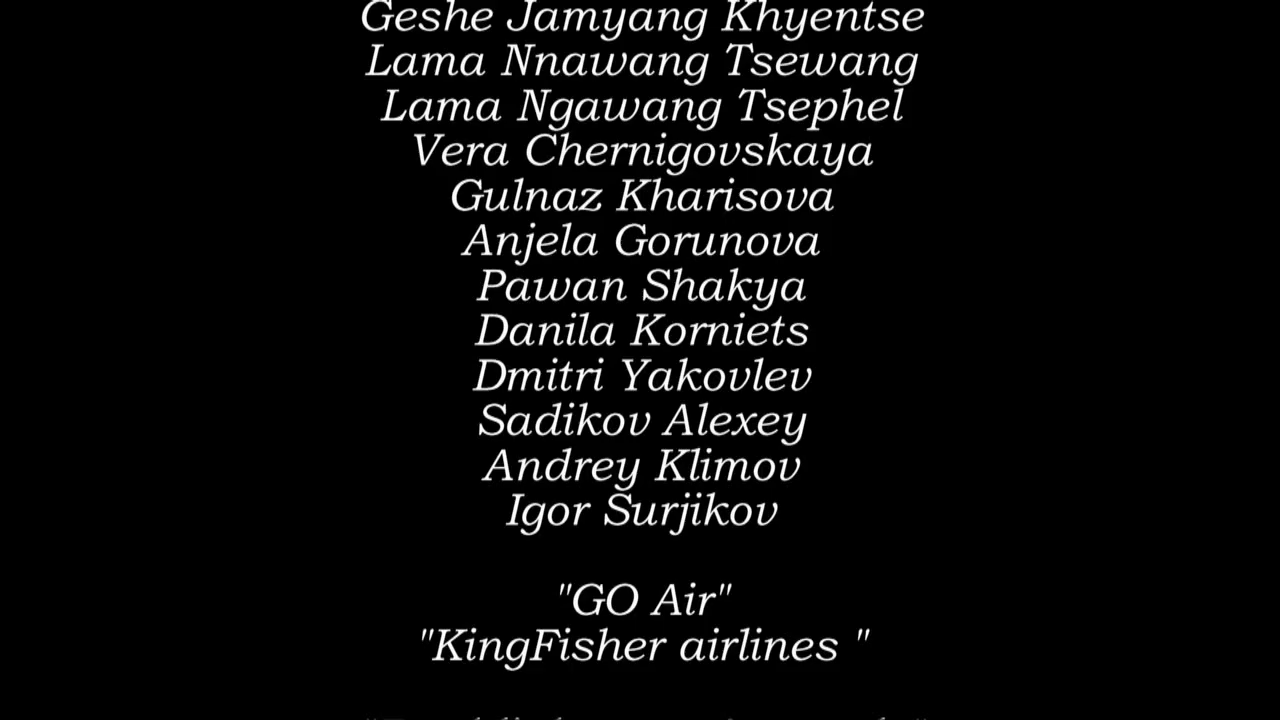 Geshe Jamyang Khyentse
Lama Nnawang Tsewang
Lama Ngawang Tsephel
Vera Chernigovskaya
Gulnaz Kharisova
Anjela Gorunova
Pawan Shakya
Danila Korniets
Dmitri Yakovlev
Sadikov Alexey
Andrey Klimov
Igor Surjikov
"GO Air"
"KingFisher airlines "